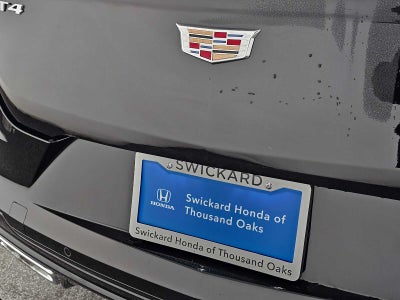 T4
SWICKARD
HONDA
Swickard Honda of
Thousand Oaks
Swickard Honda of Thousand Oaks